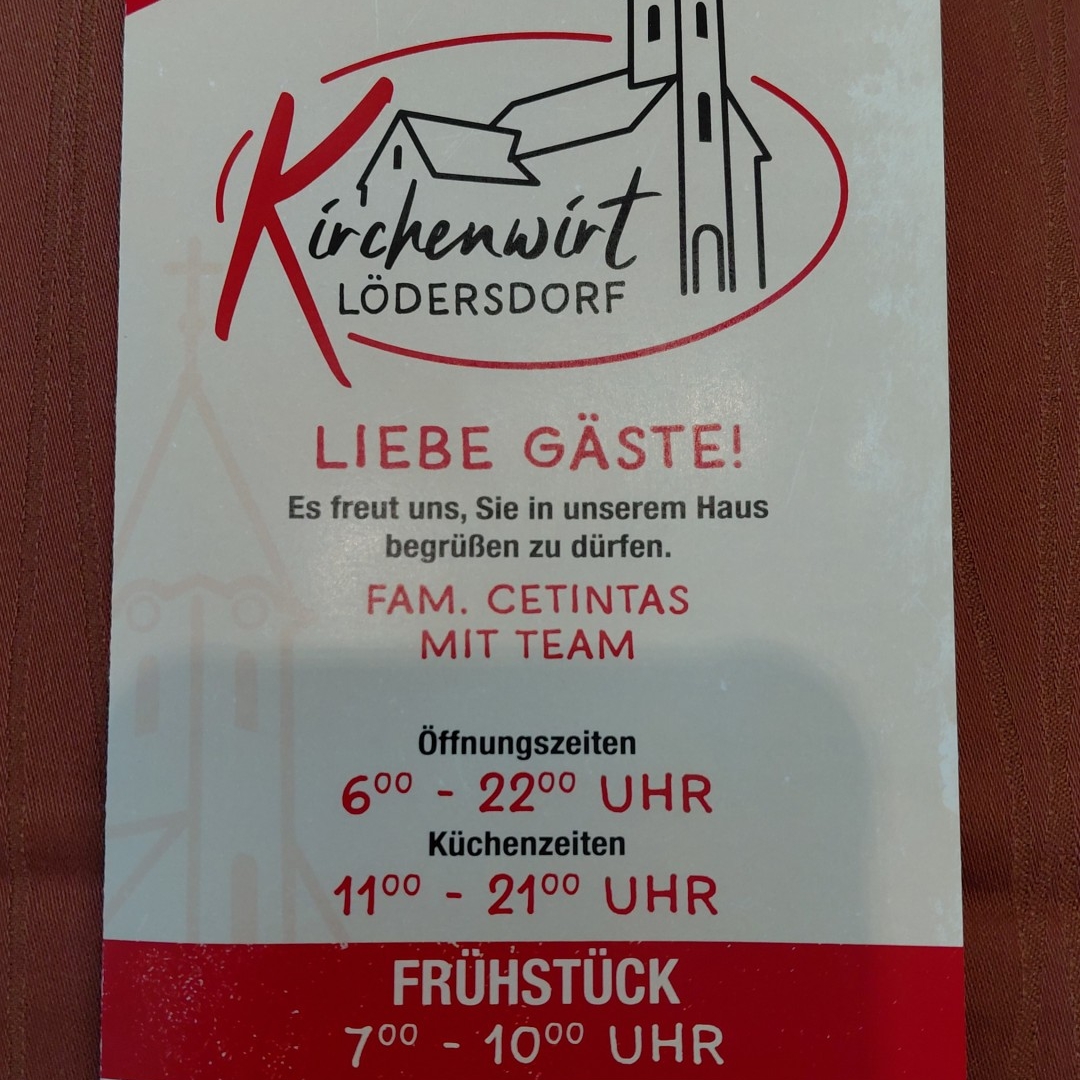 Kirchenwirt
LÖDERSDORF
LIEBE GÄSTE!
Es freut uns, Sie in unserem Haus
begrüßen zu dürfen.
FAM. CETINTAS
MIT TEAM
Öffnungszeiten
6⁰⁰ - 22⁰⁰ UHR
Küchenzeiten
11⁰⁰ - 21⁰⁰ UHR
FRÜHSTÜCK
7⁰⁰ - 10⁰⁰ UHR